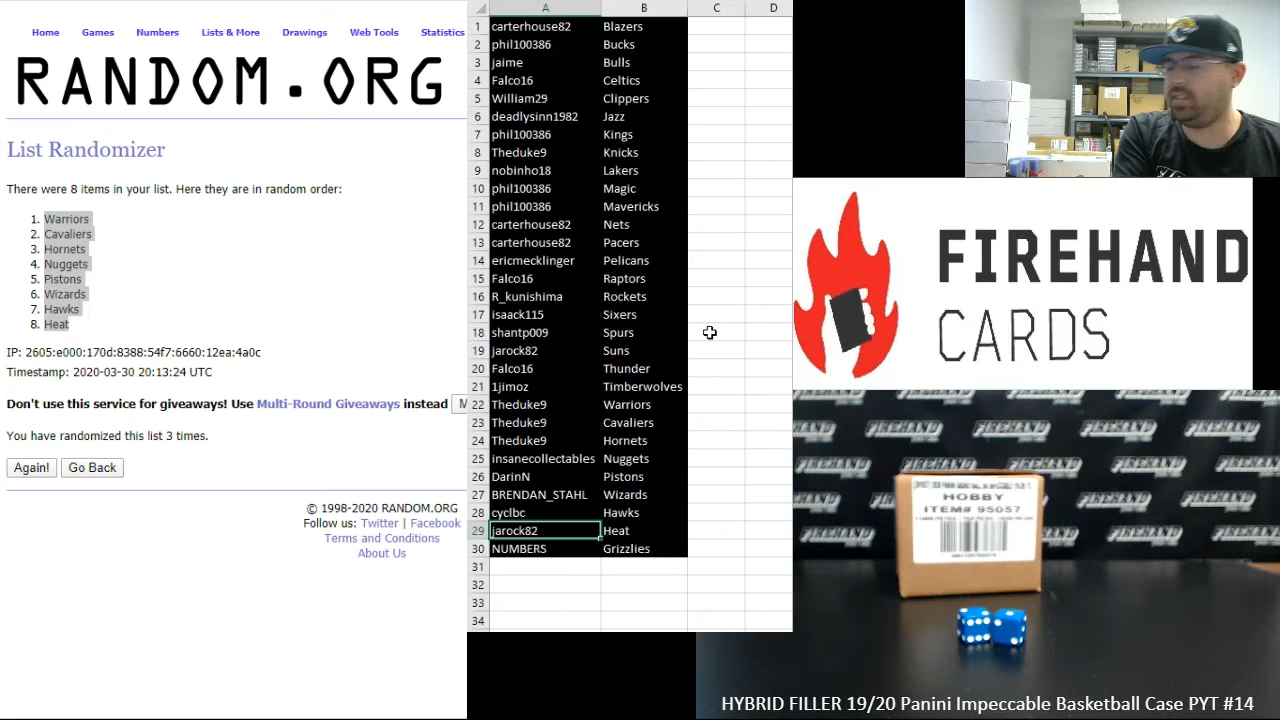 Home Games Numbers Lists & More Drawings Web Tools Statistics
RANDOM.ORG
List Randomizer
There were 8 items in your list. Here they are in random order:
1. Warriors
2. Cavaliers
3. Hornets
4. Nuggets
5. Pistons
6. Wizards
7. Hawks
8. Heat
IP: 2605:e000:170d:8388:54f7:6660:12ea:4a0c
Timestamp: 2020-03-30 20:13:24 UTC
Don't use this service for giveaways! Use Multi-Round Giveaways instead M
You have randomized this list 3 times.
Again! Go Back
© 1998-2020 RANDOM.ORG
Follow us: Twitter | Facebook
Terms and Conditions
About Us
A B C D
1 carterhouse82 Blazers
2 phil100386 Bucks
3 jaime Bulls
4 Falco16 Celtics
5 William29 Clippers
6 deadlysinn1982 Jazz
7 phil100386 Kings
8 Theduke9 Knicks
9 nobinho18 Lakers
10 phil100386 Magic
11 phil100386 Mavericks
12 carterhouse82 Nets
13 carterhouse82 Pacers
14 ericmecklinger Pelicans
15 Falco16 Raptors
16 R_kunishima Rockets
17 isaack115 Sixers
18 shantp009 Spurs
19 jarock82 Suns
20 Falco16 Thunder
21 1jimoz Timberwolves
22 Theduke9 Warriors
23 Theduke9 Cavaliers
24 Theduke9 Hornets
25 insanecollectables Nuggets
26 DarinN Pistons
27 BRENDAN_STAHL Wizards
28 cyclbc Hawks
29 jarock82 Heat
30 NUMBERS Grizzlies
31
32
33
34
FIREHAND
CARDS
FIREHAND FIREHAND FIREHAND
HOBBY
ITEM# 95057
HYBRID FILLER 19/20 Panini Impeccable Basketball Case PYT #14